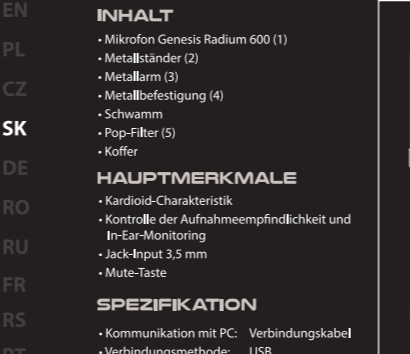 EN
PL
CZ
SK
DE
RO
RU
FR
RS
PT
INHALT
• Mikrofon Genesis Radium 600 (1)
• Metallständer (2)
• Metallarm (3)
• Metallbefestigung (4)
• Schwamm
• Pop-Filter (5)
• Koffer
HAUPTMERKMALE
• Kardioid-Charakteristik
• Kontrolle der Aufnahmeempfindlichkeit und
In-Ear-Monitoring
• Jack-Input 3,5 mm
• Mute-Taste
SPEZIFIKATION
• Kommunikation mit PC: Verbindungskabel
• Verbindungsmethode: USB